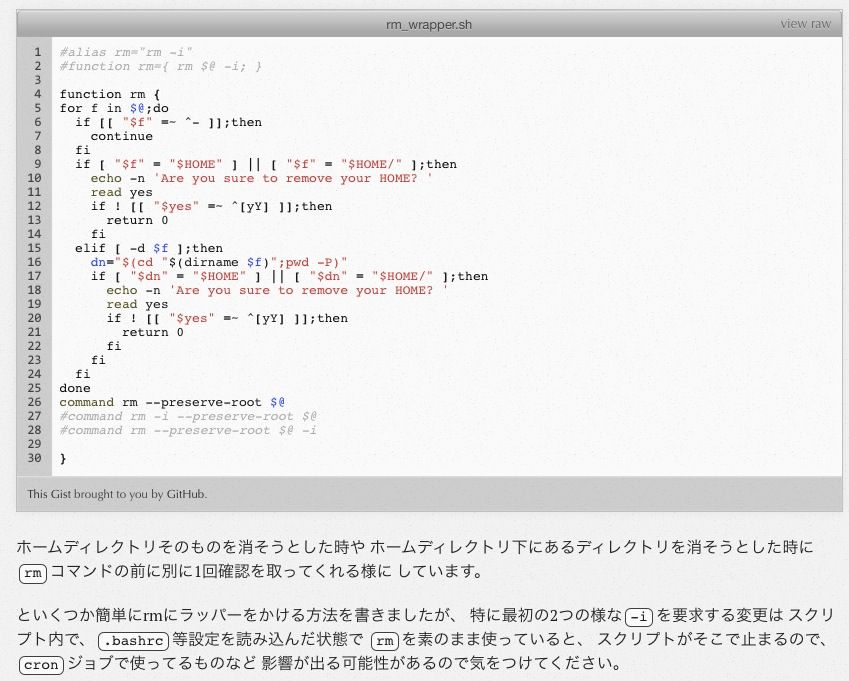 rm_wrapper.sh view raw
1 #alias rm="rm -i"
2 #function rm={ rm $@ -i; }
3
4 function rm {
5 for f in $@;do
6   if [[ "$f" =~ ^- ]];then
7     continue
8   fi
9   if [ "$f" = "$HOME" ] || [ "$f" = "$HOME/" ];then
10     echo -n 'Are you sure to remove your HOME? '
11     read yes
12     if ! [[ "$yes" =~ ^[yY] ]];then
13       return 0
14     fi
15   elif [ -d $f ];then
16     dn="$(cd "$(dirname $f)";pwd -P)"
17     if [ "$dn" = "$HOME" ] || [ "$dn" = "$HOME/" ];then
18       echo -n 'Are you sure to remove your HOME? '
19       read yes
20       if ! [[ "$yes" =~ ^[yY] ]];then
21         return 0
22       fi
23     fi
24   fi
25 done
26 command rm --preserve-root $@
27 #command rm -i --preserve-root $@
28 #command rm --preserve-root $@ -i
29
30 }
This Gist brought to you by GitHub.
ホームディレクトリそのものを消そうとした時や ホームディレクトリ下にあるディレクトリを消そうとした時に
rm コマンドの前に別に1回確認を取ってくれる様に しています。
といくつか簡単にrmにラッパーをかける方法を書きましたが、 特に最初の2つの様な -i を要求する変更は スクリ
プト内で、 .bashrc 等設定を読み込んだ状態で rm を素のまま使っていると、 スクリプトがそこで止まるので、
cron ジョブで使ってるものなど 影響が出る可能性があるので気をつけてください。